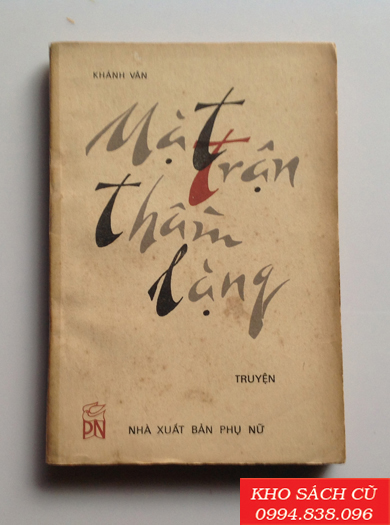 KHÁNH VÂN
Mặt
trận
thầm
lặng
TRUYỆN
PN
NHÀ XUẤT BẢN PHỤ NỮ
KHO SÁCH CŨ
0994.838.096